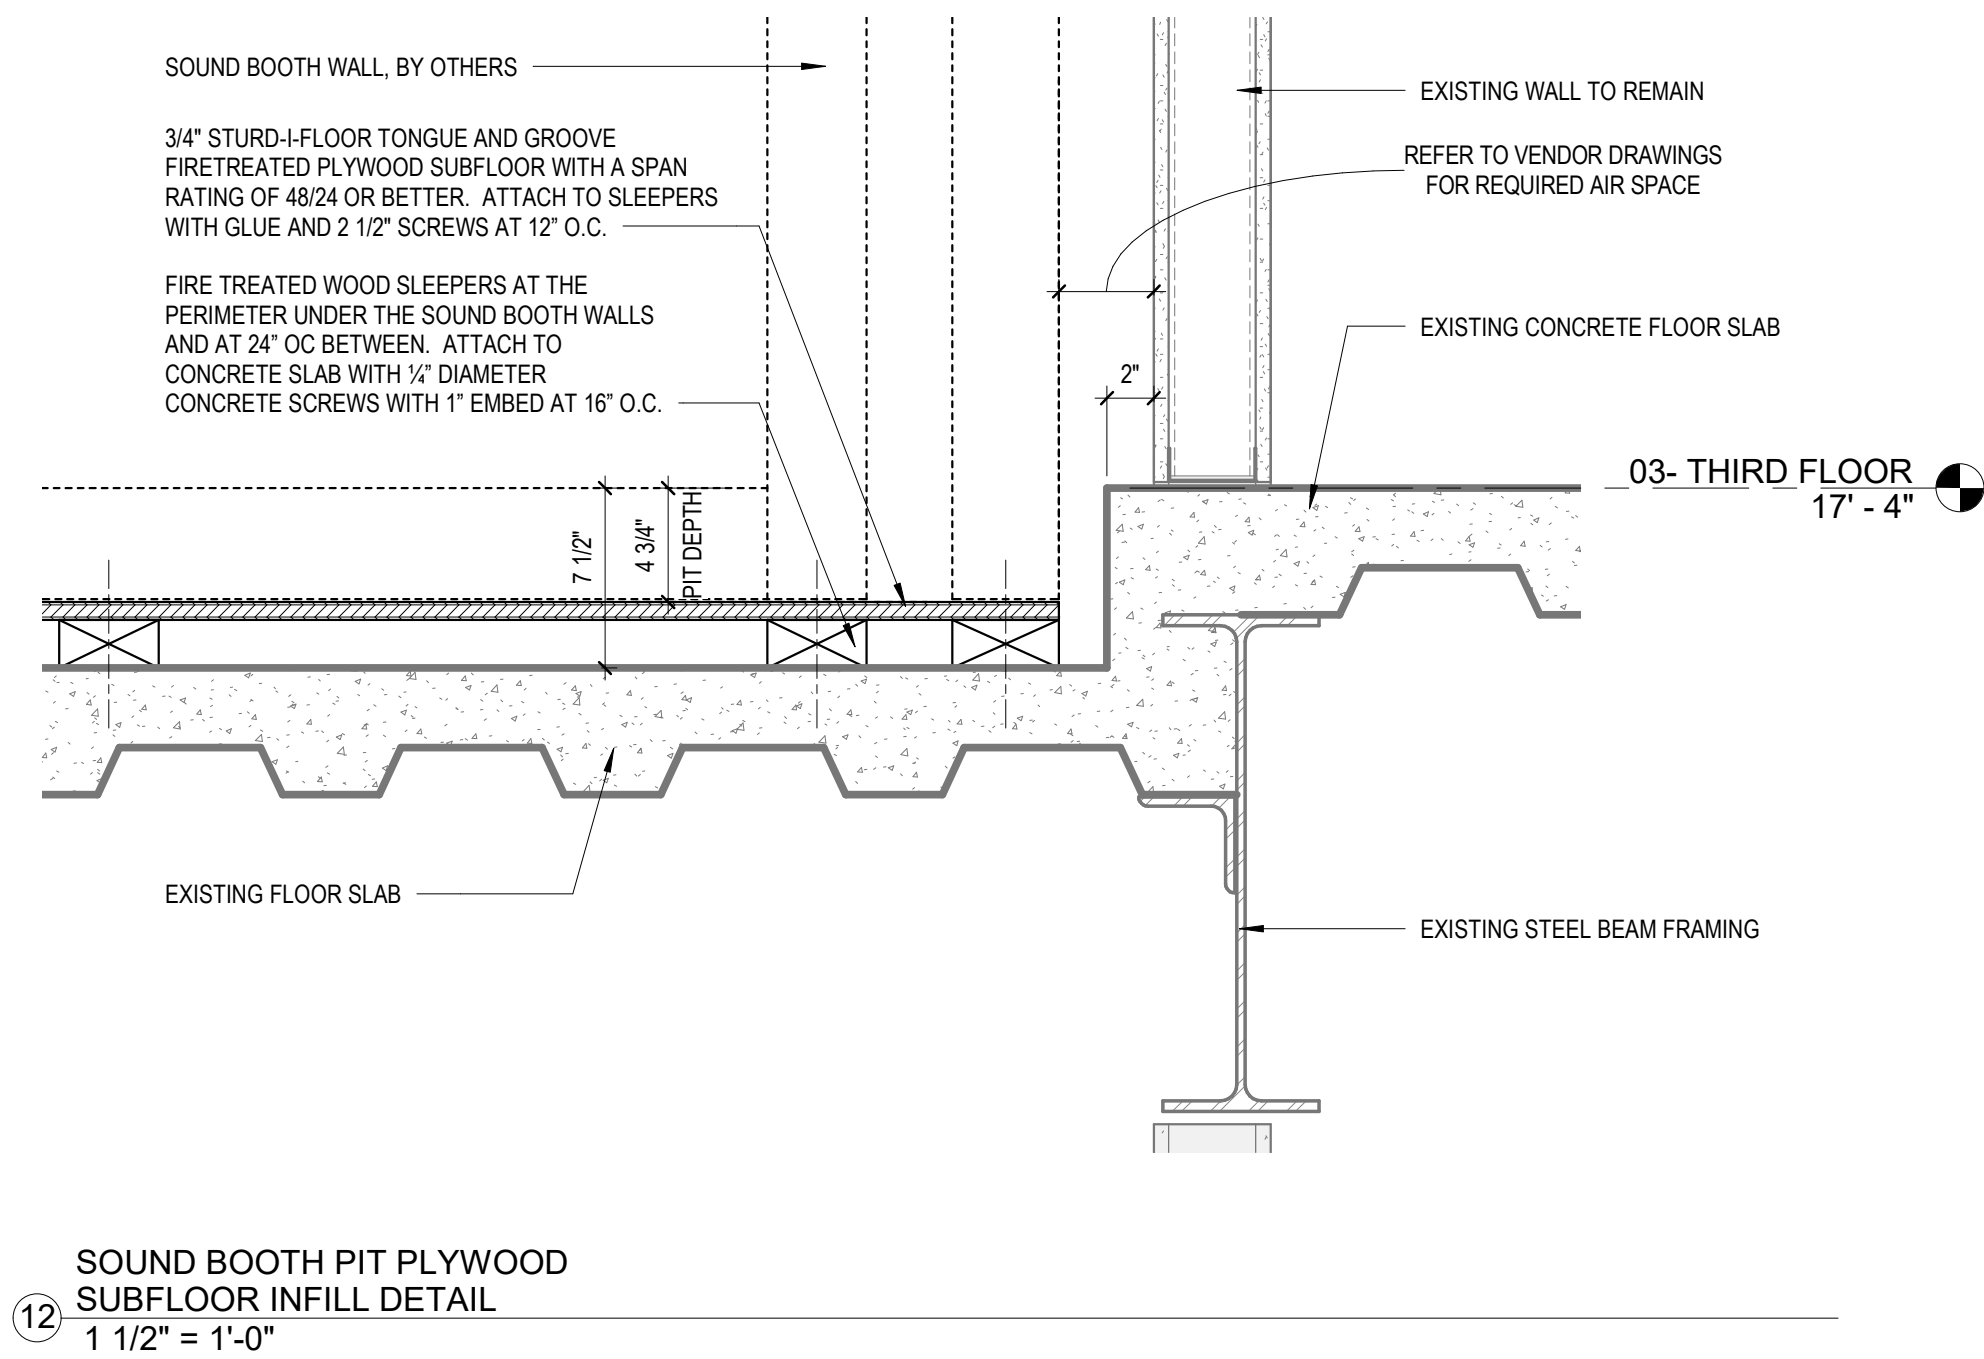 SOUND BOOTH WALL, BY OTHERS
3/4" STURD-I-FLOOR TONGUE AND GROOVE
FIRETREATED PLYWOOD SUBFLOOR WITH A SPAN
RATING OF 48/24 OR BETTER. ATTACH TO SLEEPERS
WITH GLUE AND 2 1/2" SCREWS AT 12” O.C.
FIRE TREATED WOOD SLEEPERS AT THE
PERIMETER UNDER THE SOUND BOOTH WALLS
AND AT 24” OC BETWEEN. ATTACH TO
CONCRETE SLAB WITH ¼” DIAMETER
CONCRETE SCREWS WITH 1” EMBED AT 16” O.C.
EXISTING WALL TO REMAIN
REFER TO VENDOR DRAWINGS
FOR REQUIRED AIR SPACE
EXISTING CONCRETE FLOOR SLAB
2"
03- THIRD FLOOR
17' - 4"
7 1/2"
4 3/4"
PIT DEPTH
EXISTING FLOOR SLAB
EXISTING STEEL BEAM FRAMING
12
SOUND BOOTH PIT PLYWOOD
SUBFLOOR INFILL DETAIL
1 1/2" = 1'-0"